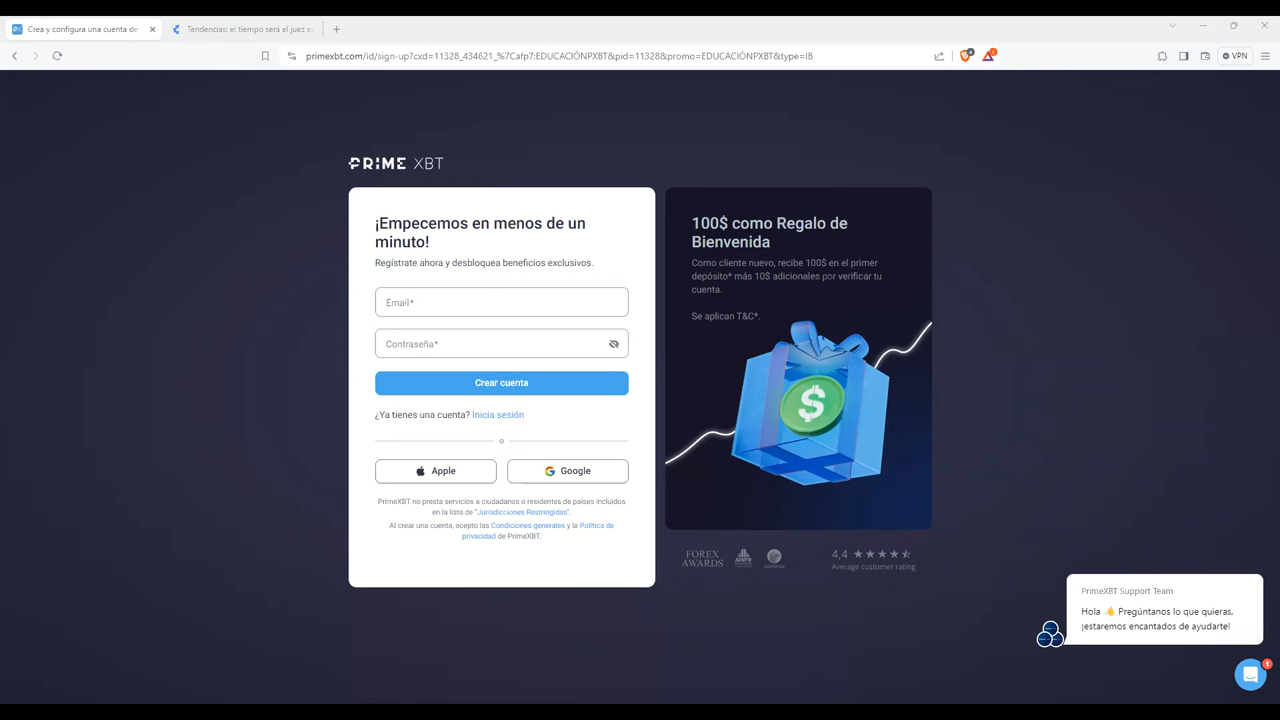 Crea y configura una cuenta de
Tendencias: el tiempo será el juez e
primexbt.com/id/sign-up?cxd=11328_434621_%7Cafp7:EDUCACIÓNPXBT&pid=11328&promo=EDUCACIÓNPXBT&type=IB
4
VPN
PRIME XBT
¡Empecemos en menos de un
minuto!
Regístrate ahora y desbloquea beneficios exclusivos.
Email*
Contraseña*
Crear cuenta
¿Ya tienes una cuenta? Inicia sesión
o
Apple
Google
PrimeXBT no presta servicios a ciudadanos o residentes de países incluidos
en la lista de "Jurisdicciones Restringidas".
Al crear una cuenta, acepto las Condiciones generales y la Política de
privacidad de PrimeXBT.
100$ como Regalo de
Bienvenida
Como cliente nuevo, recibe 100$ en el primer
depósito* más 10$ adicionales por verificar tu
cuenta.
Se aplican T&C*.
$
FOREX
AWARDS
4,4
Average customer rating
PrimeXBT Support Team
Hola 👋 Pregúntanos lo que quieras,
¡estaremos encantados de ayudarte!
1